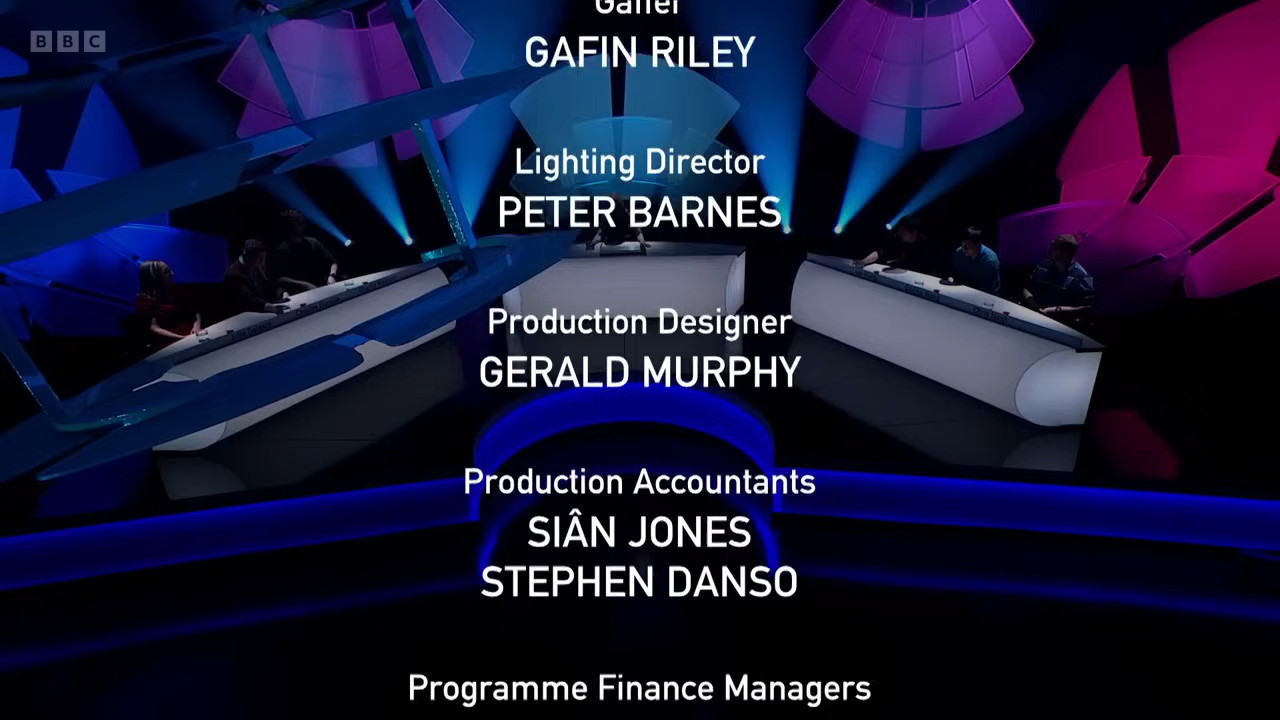 BBC
Gaffer
GAFIN RILEY
Lighting Director
PETER BARNES
Production Designer
GERALD MURPHY
Production Accountants
SIÂN JONES
STEPHEN DANSO
Programme Finance Managers